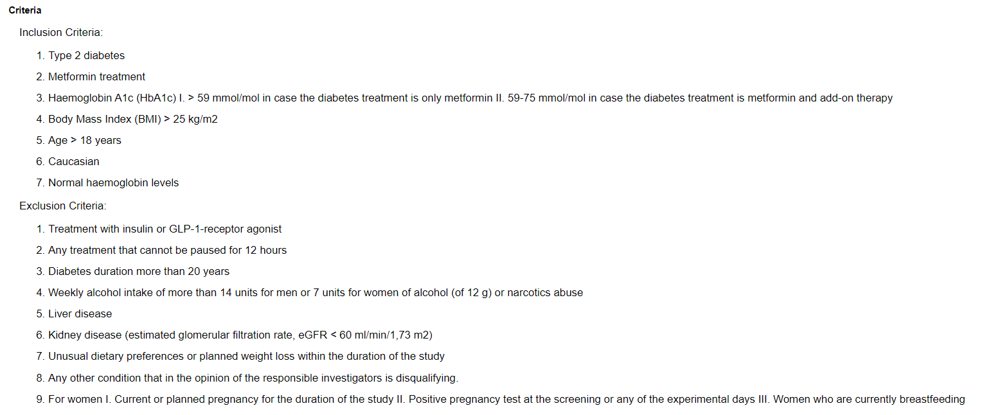 Criteria
Inclusion Criteria:
1. Type 2 diabetes
2. Metformin treatment
3. Haemoglobin A1c (HbA1c) I. > 59 mmol/mol in case the diabetes treatment is only metformin II. 59-75 mmol/mol in case the diabetes treatment is metformin and add-on therapy
4. Body Mass Index (BMI) > 25 kg/m2
5. Age > 18 years
6. Caucasian
7. Normal haemoglobin levels
Exclusion Criteria:
1. Treatment with insulin or GLP-1-receptor agonist
2. Any treatment that cannot be paused for 12 hours
3. Diabetes duration more than 20 years
4. Weekly alcohol intake of more than 14 units for men or 7 units for women of alcohol (of 12 g) or narcotics abuse
5. Liver disease
6. Kidney disease (estimated glomerular filtration rate, eGFR < 60 ml/min/1,73 m2)
7. Unusual dietary preferences or planned weight loss within the duration of the study
8. Any other condition that in the opinion of the responsible investigators is disqualifying.
9. For women I. Current or planned pregnancy for the duration of the study II. Positive pregnancy test at the screening or any of the experimental days III. Women who are currently breastfeeding